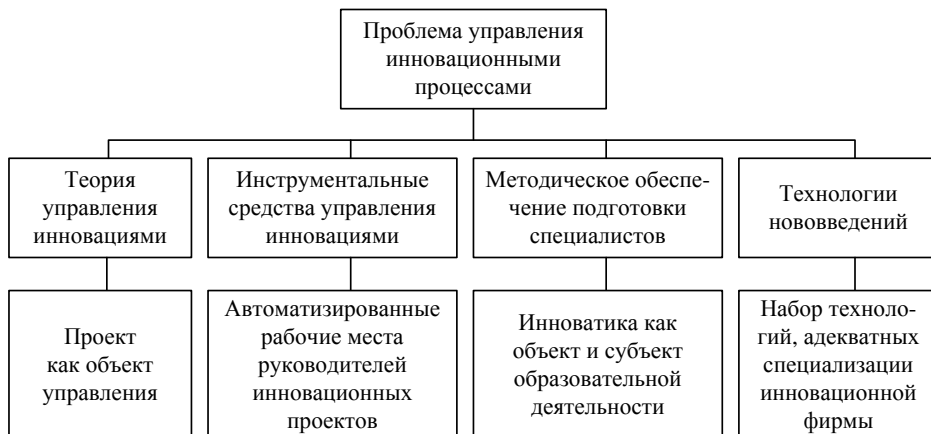 Проблема управления
инновационными
процессами
Теория
управления
инновациями
Инструментальные
средства управления
инновациями
Методическое обеспе-
чение подготовки
специалистов
Технологии
нововведений
Проект
как объект
управления
Автоматизированные
рабочие места
руководителей
инновационных
проектов
Инноватика как
объект и субъект
образовательной
деятельности
Набор техноло-
гий, адекватных
специализации
инновационной
фирмы